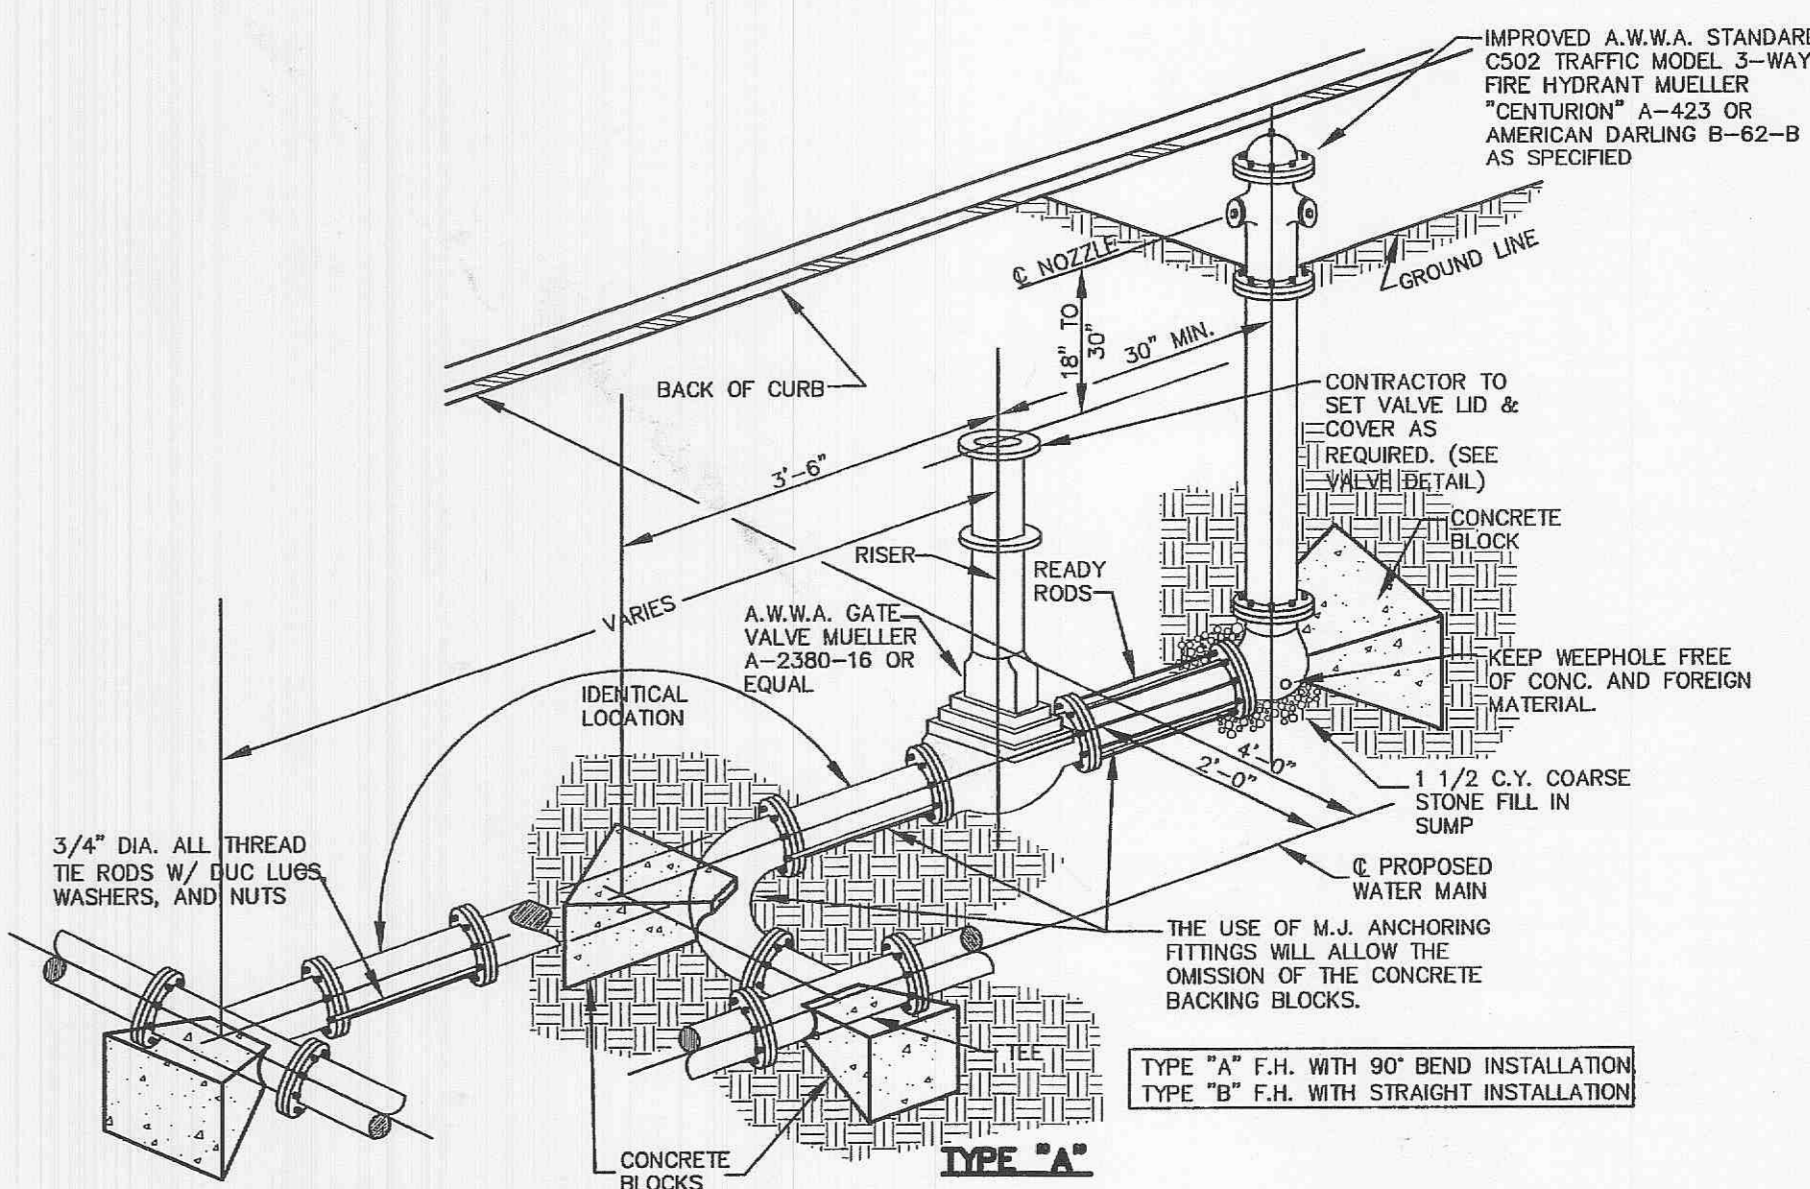 IMPROVED A.W.W.A. STANDARD
C502 TRAFFIC MODEL 3-WAY
FIRE HYDRANT MUELLER
"CENTURION" A-423 OR
AMERICAN DARLING B-62-B
AS SPECIFIED
℄ NOZZLE
GROUND LINE
18" TO
30"
30" MIN.
BACK OF CURB
CONTRACTOR TO
SET VALVE LID &
COVER AS
REQUIRED. (SEE
VALVE DETAIL)
3'-6"
CONCRETE
BLOCK
RISER
READY
RODS
VARIES
A.W.W.A. GATE
VALVE MUELLER
A-2380-16 OR
EQUAL
KEEP WEEPHOLE FREE
OF CONC. AND FOREIGN
MATERIAL.
IDENTICAL
LOCATION
4'-0"
2'-0"
1 1/2 C.Y. COARSE
STONE FILL IN
SUMP
3/4" DIA. ALL THREAD
TIE RODS W/ DUC LUGS,
WASHERS, AND NUTS
℄ PROPOSED
WATER MAIN
THE USE OF M.J. ANCHORING
FITTINGS WILL ALLOW THE
OMISSION OF THE CONCRETE
BACKING BLOCKS.
TEE
TYPE "A" F.H. WITH 90° BEND INSTALLATION
TYPE "B" F.H. WITH STRAIGHT INSTALLATION
CONCRETE
BLOCKS
TYPE "A"